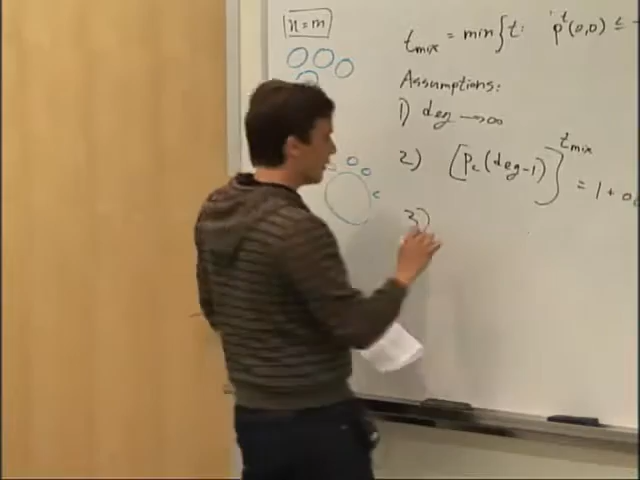 n=m
t_mix = min { t : p^t(0,0) ≤
Assumptions:
1) deg → ∞
2) [p_c (deg-1)]^{t_mix} = 1 + o
3)